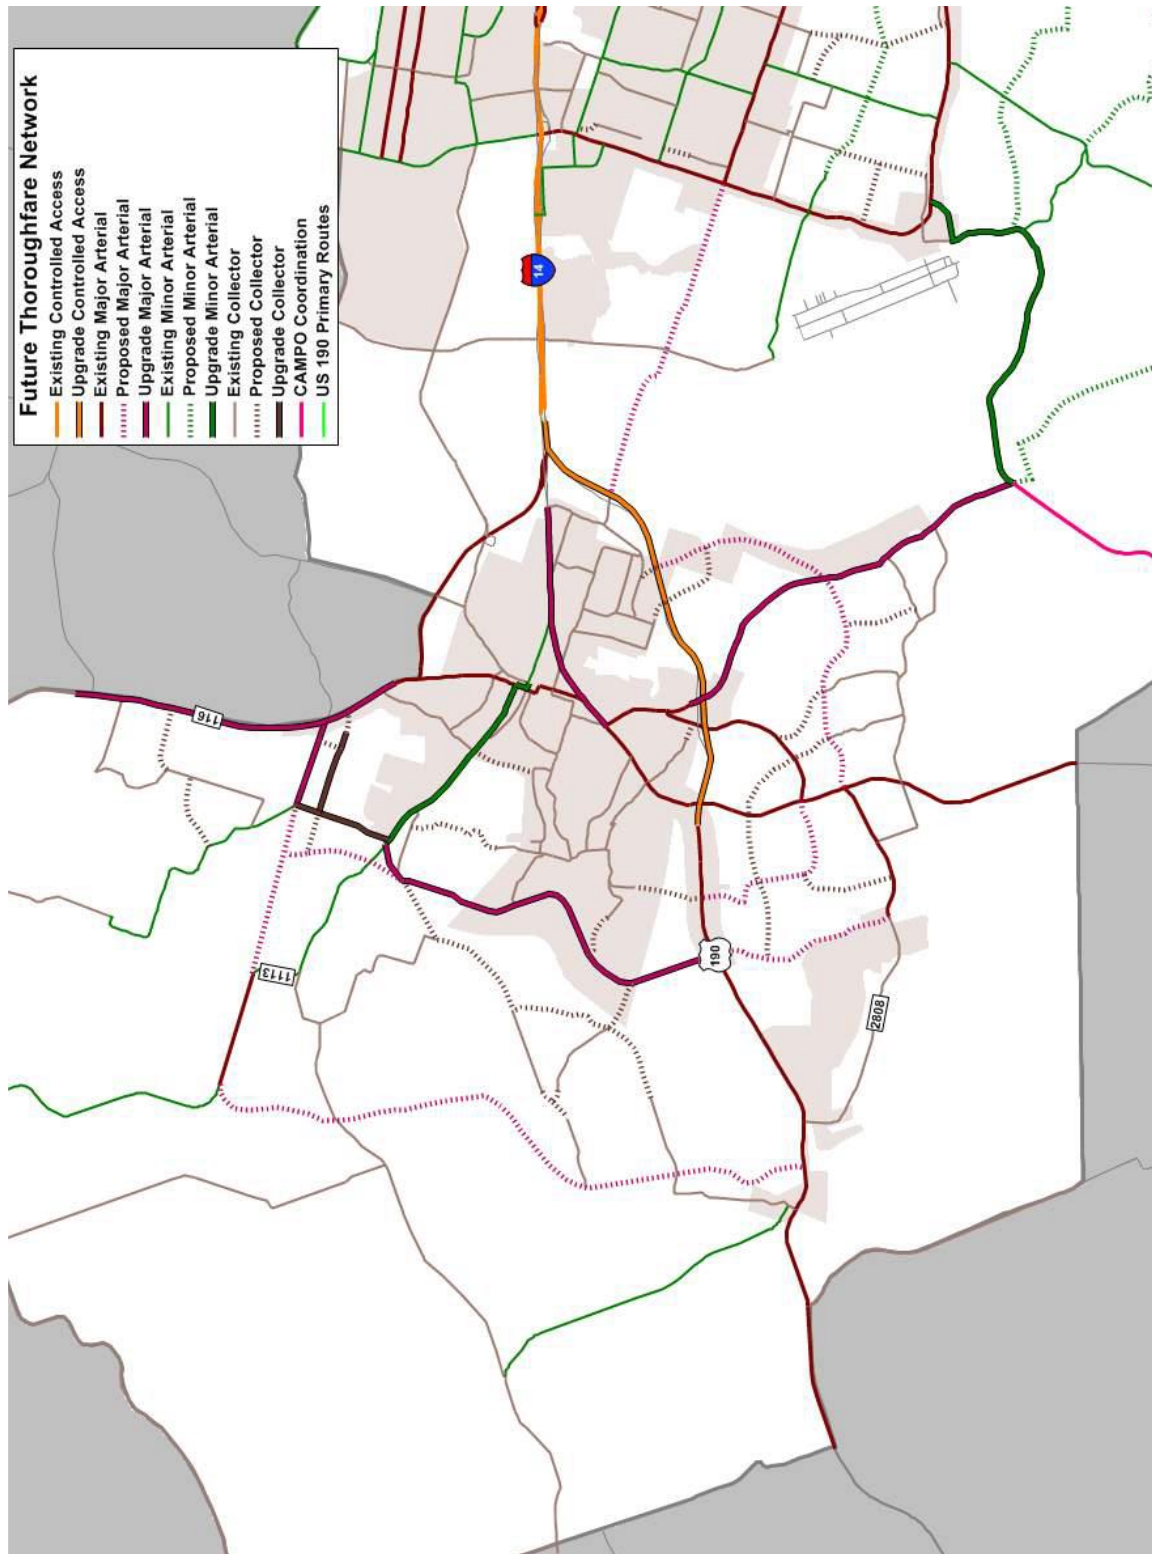 Future Thoroughfare Network
Existing Controlled Access
Upgrade Controlled Access
Existing Major Arterial
Proposed Major Arterial
Upgrade Major Arterial
Existing Minor Arterial
Proposed Minor Arterial
Upgrade Minor Arterial
Existing Collector
Proposed Collector
Upgrade Collector
CAMPO Coordination
US 190 Primary Routes
14
116
1113
190
2808